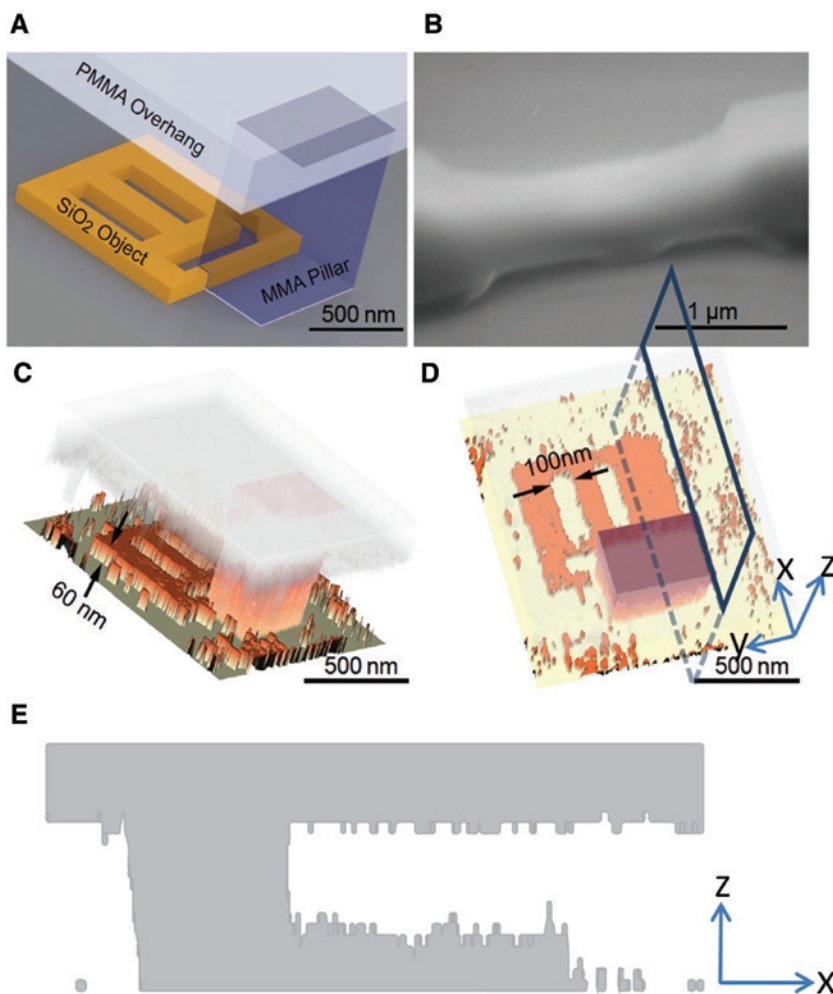 A
PMMA Overhang
SiO₂ Object
MMA Pillar
500 nm
B
1 μm
C
60 nm
500 nm
D
100nm
X
Z
y
500 nm
E
Z
X